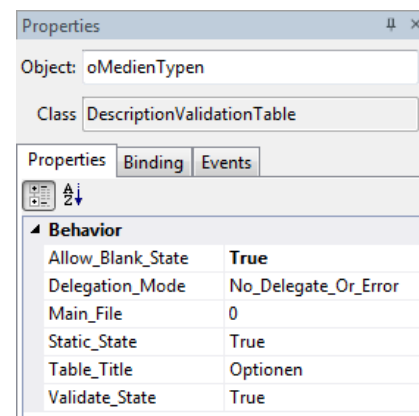 Properties
Object: oMedienTypen
Class DescriptionValidationTable
Properties Binding Events
Behavior
Allow_Blank_State True
Delegation_Mode No_Delegate_Or_Error
Main_File 0
Static_State True
Table_Title Optionen
Validate_State True